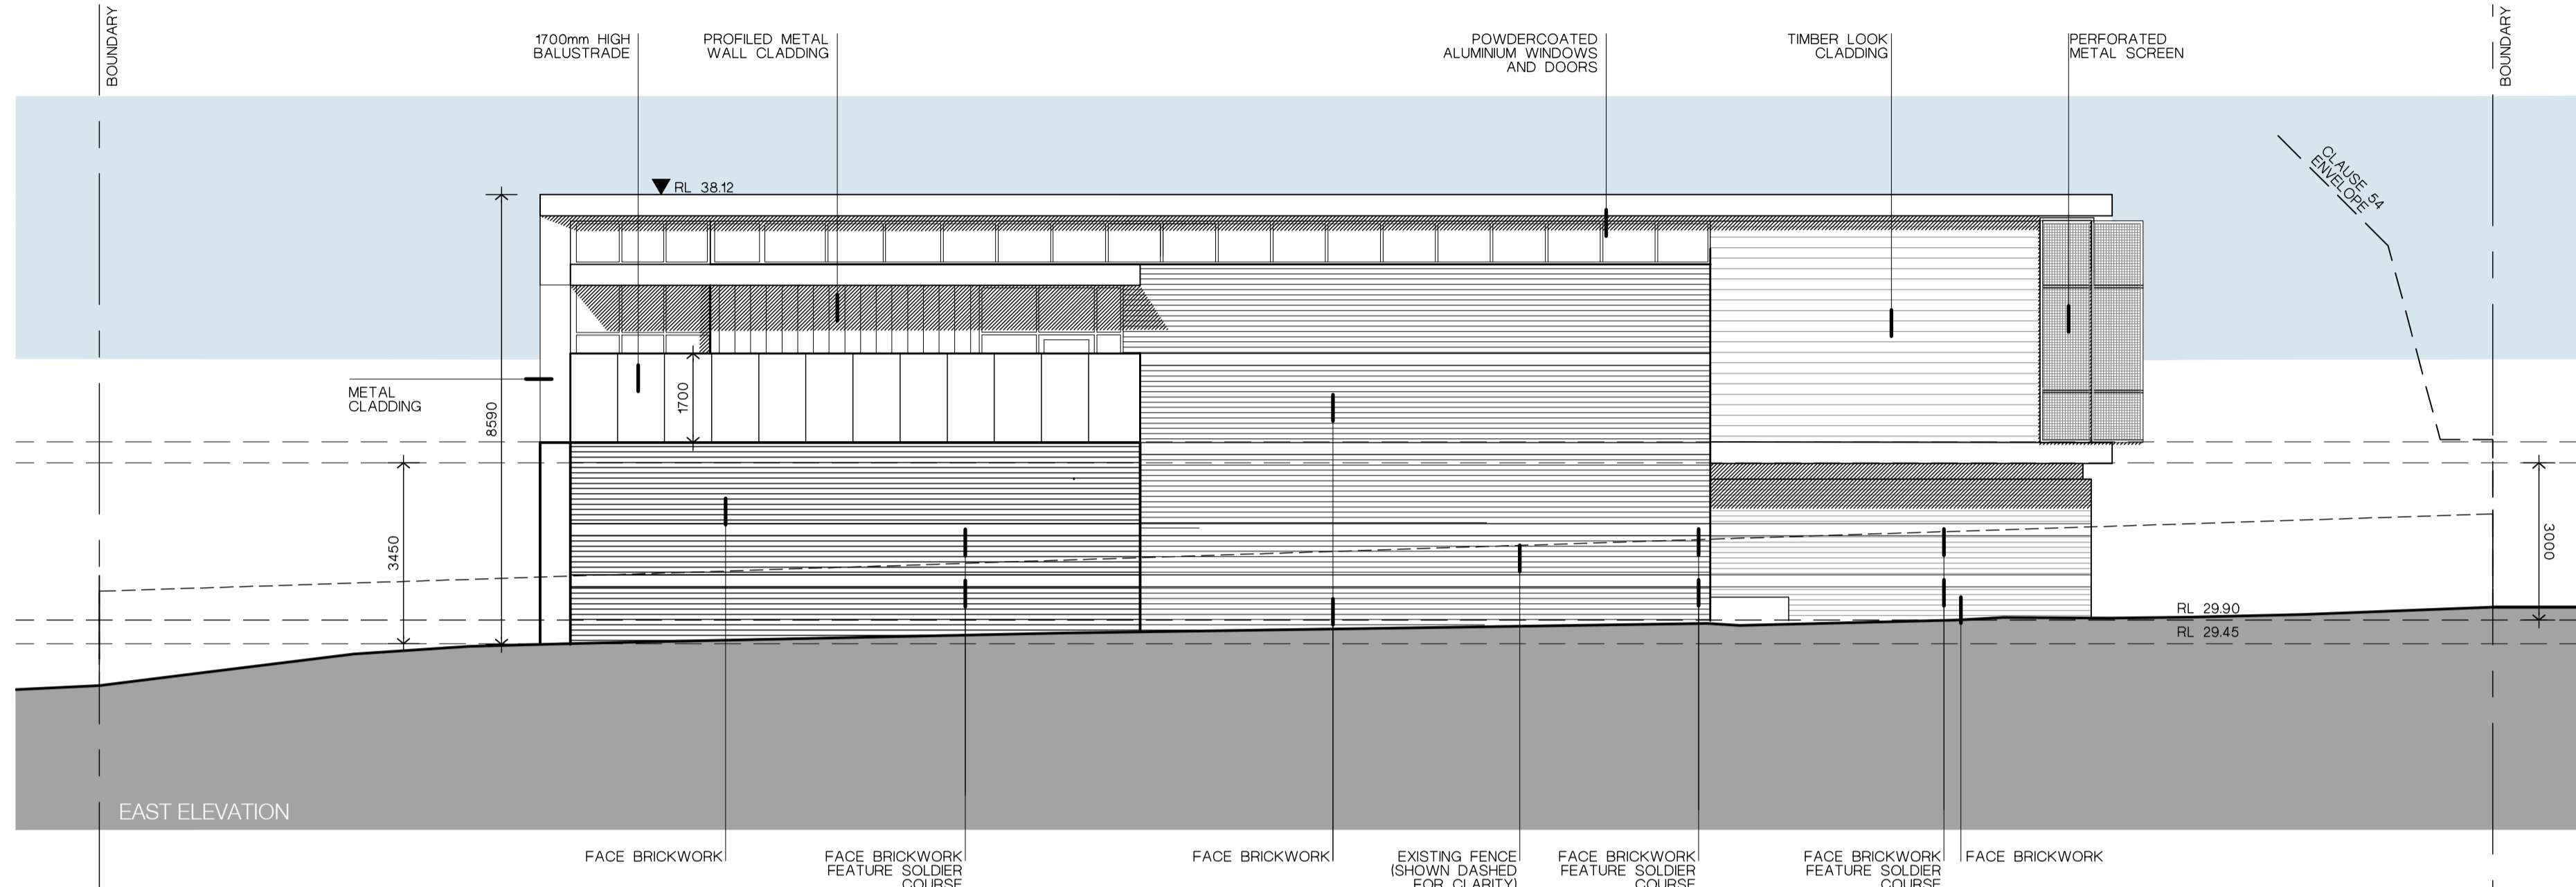 BOUNDARY
1700mm HIGH
BALUSTRADE
PROFILED METAL
WALL CLADDING
POWDERCOATED
ALUMINIUM WINDOWS
AND DOORS
TIMBER LOOK
CLADDING
PERFORATED
METAL SCREEN
BOUNDARY
CLAUSE 54
ENVELOPE
RL 38.12
METAL
CLADDING
8590
1700
3450
3000
RL 29.90
RL 29.45
EAST ELEVATION
FACE BRICKWORK
FACE BRICKWORK
FEATURE SOLDIER
COURSE
FACE BRICKWORK
EXISTING FENCE
(SHOWN DASHED
FOR CLARITY)
FACE BRICKWORK
FEATURE SOLDIER
COURSE
FACE BRICKWORK
FEATURE SOLDIER
COURSE
FACE BRICKWORK